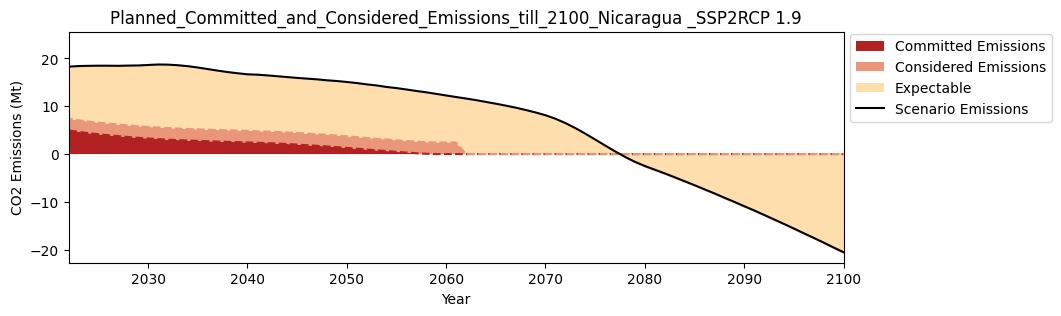 Planned_Committed_and_Considered_Emissions_till_2100_Nicaragua _SSP2RCP 1.9
Committed Emissions
Considered Emissions
Expectable
Scenario Emissions
CO2 Emissions (Mt)
20
10
0
−10
−20
2030 2040 2050 2060 2070 2080 2090 2100
Year